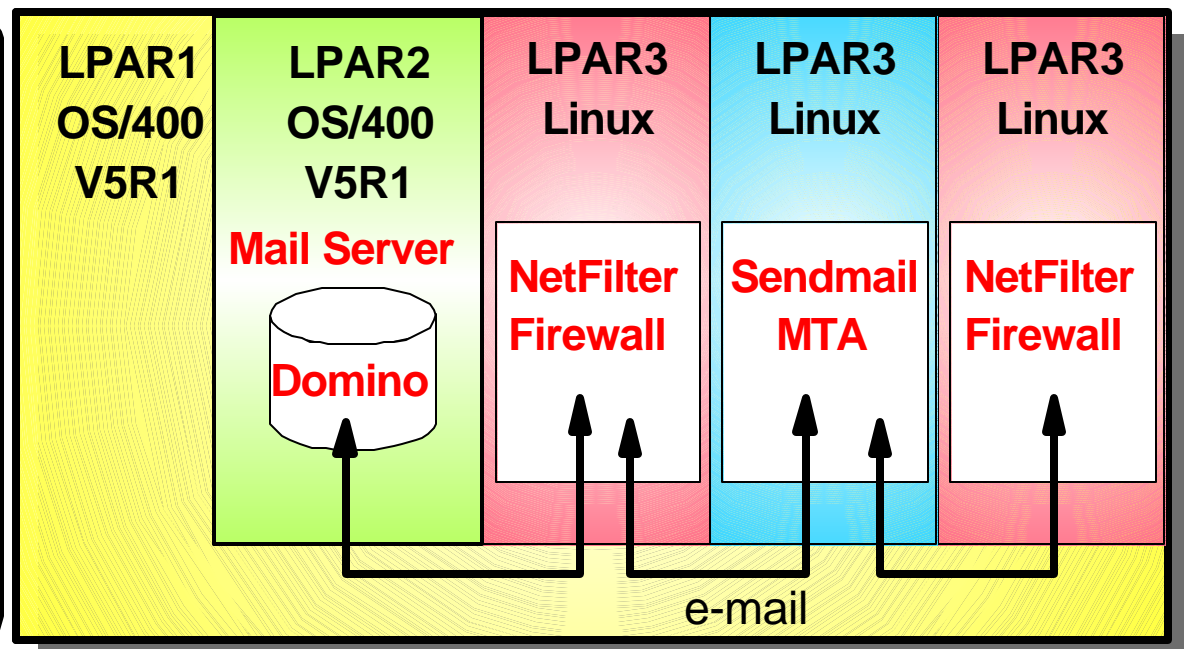 LPAR1
OS/400
V5R1
LPAR2
OS/400
V5R1
Mail Server
Domino
LPAR3
Linux
NetFilter
Firewall
LPAR3
Linux
Sendmail
MTA
LPAR3
Linux
NetFilter
Firewall
e-mail